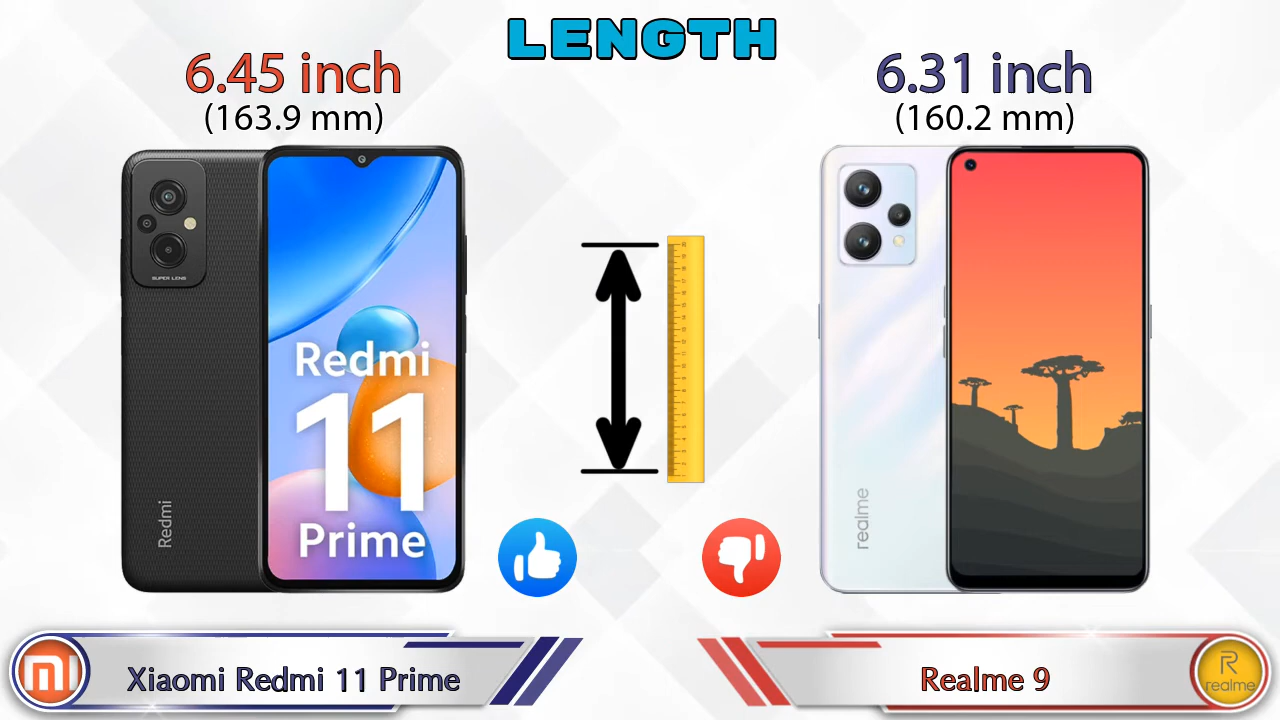 LENGTH
6.45 inch
(163.9 mm)
6.31 inch
(160.2 mm)
SUPER LENS
Redmi
Redmi
11
Prime
realme
mi
Xiaomi Redmi 11 Prime
Realme 9
R
realme